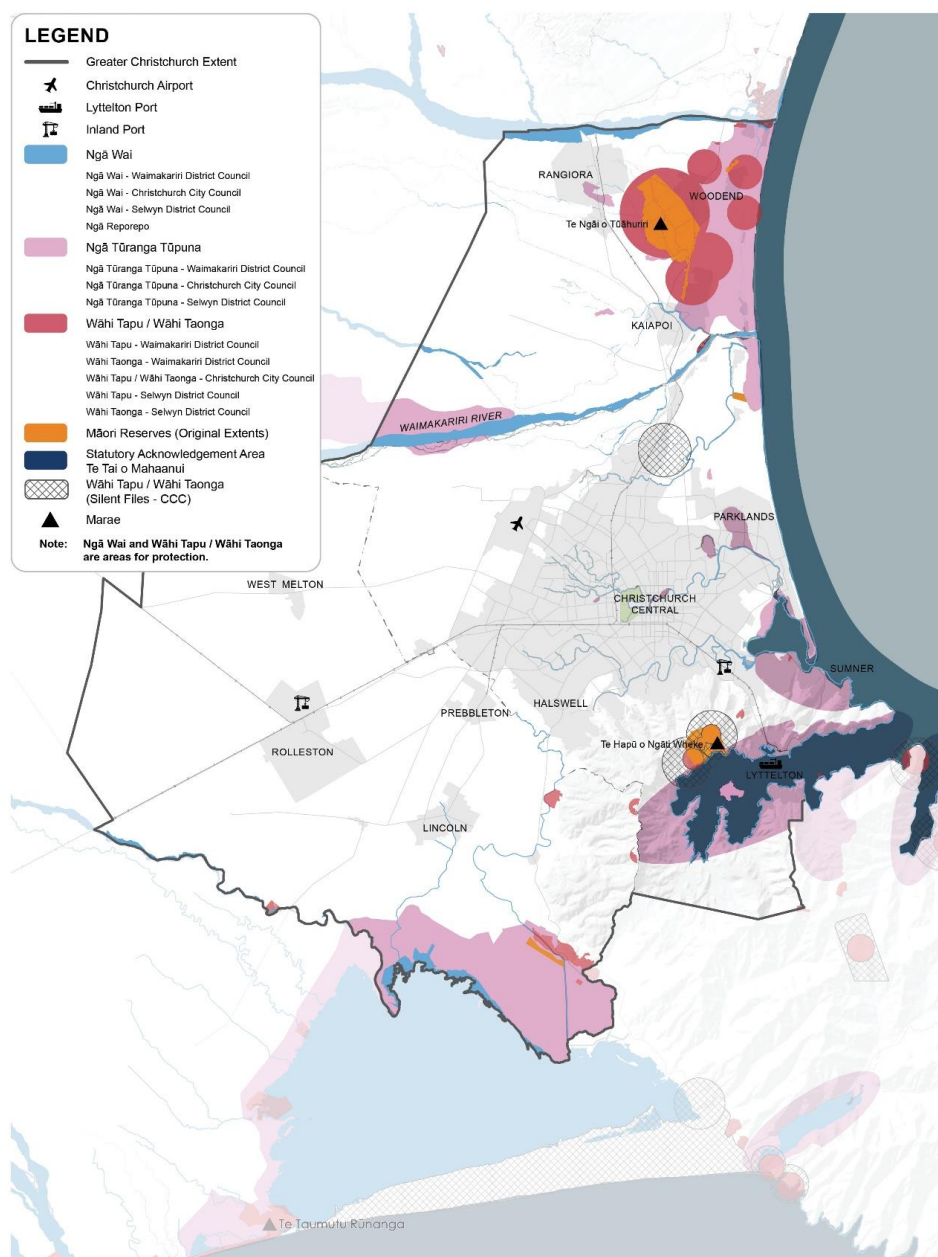 LEGEND
Greater Christchurch Extent
Christchurch Airport
Lyttelton Port
Inland Port
Ngā Wai
Ngā Wai - Waimakariri District Council
Ngā Wai - Christchurch City Council
Ngā Wai - Selwyn District Council
Ngā Reporepo
Ngā Tūranga Tūpuna
Ngā Tūranga Tūpuna - Waimakariri District Council
Ngā Tūranga Tūpuna - Christchurch City Council
Ngā Tūranga Tūpuna - Selwyn District Council
Wāhi Tapu / Wāhi Taonga
Wāhi Tapu - Waimakariri District Council
Wāhi Taonga - Waimakariri District Council
Wāhi Tapu / Wāhi Taonga - Christchurch City Council
Wāhi Tapu - Selwyn District Council
Wāhi Taonga - Selwyn District Council
Māori Reserves (Original Extents)
Statutory Acknowledgement Area
Te Tai o Mahaanui
Wāhi Tapu / Wāhi Taonga
(Silent Files - CCC)
Marae
Note: Ngā Wai and Wāhi Tapu / Wāhi Taonga
are areas for protection.
RANGIORA
WOODEND
Te Ngāi o Tūāhuriri
KAIAPOI
WAIMAKARIRI RIVER
PARKLANDS
WEST MELTON
CHRISTCHURCH
CENTRAL
SUMNER
HALSWELL
PREBBLETON
ROLLESTON
Te Hapū o Ngāti Wheke
LYTTELTON
LINCOLN
Te Taumutu Rūnanga